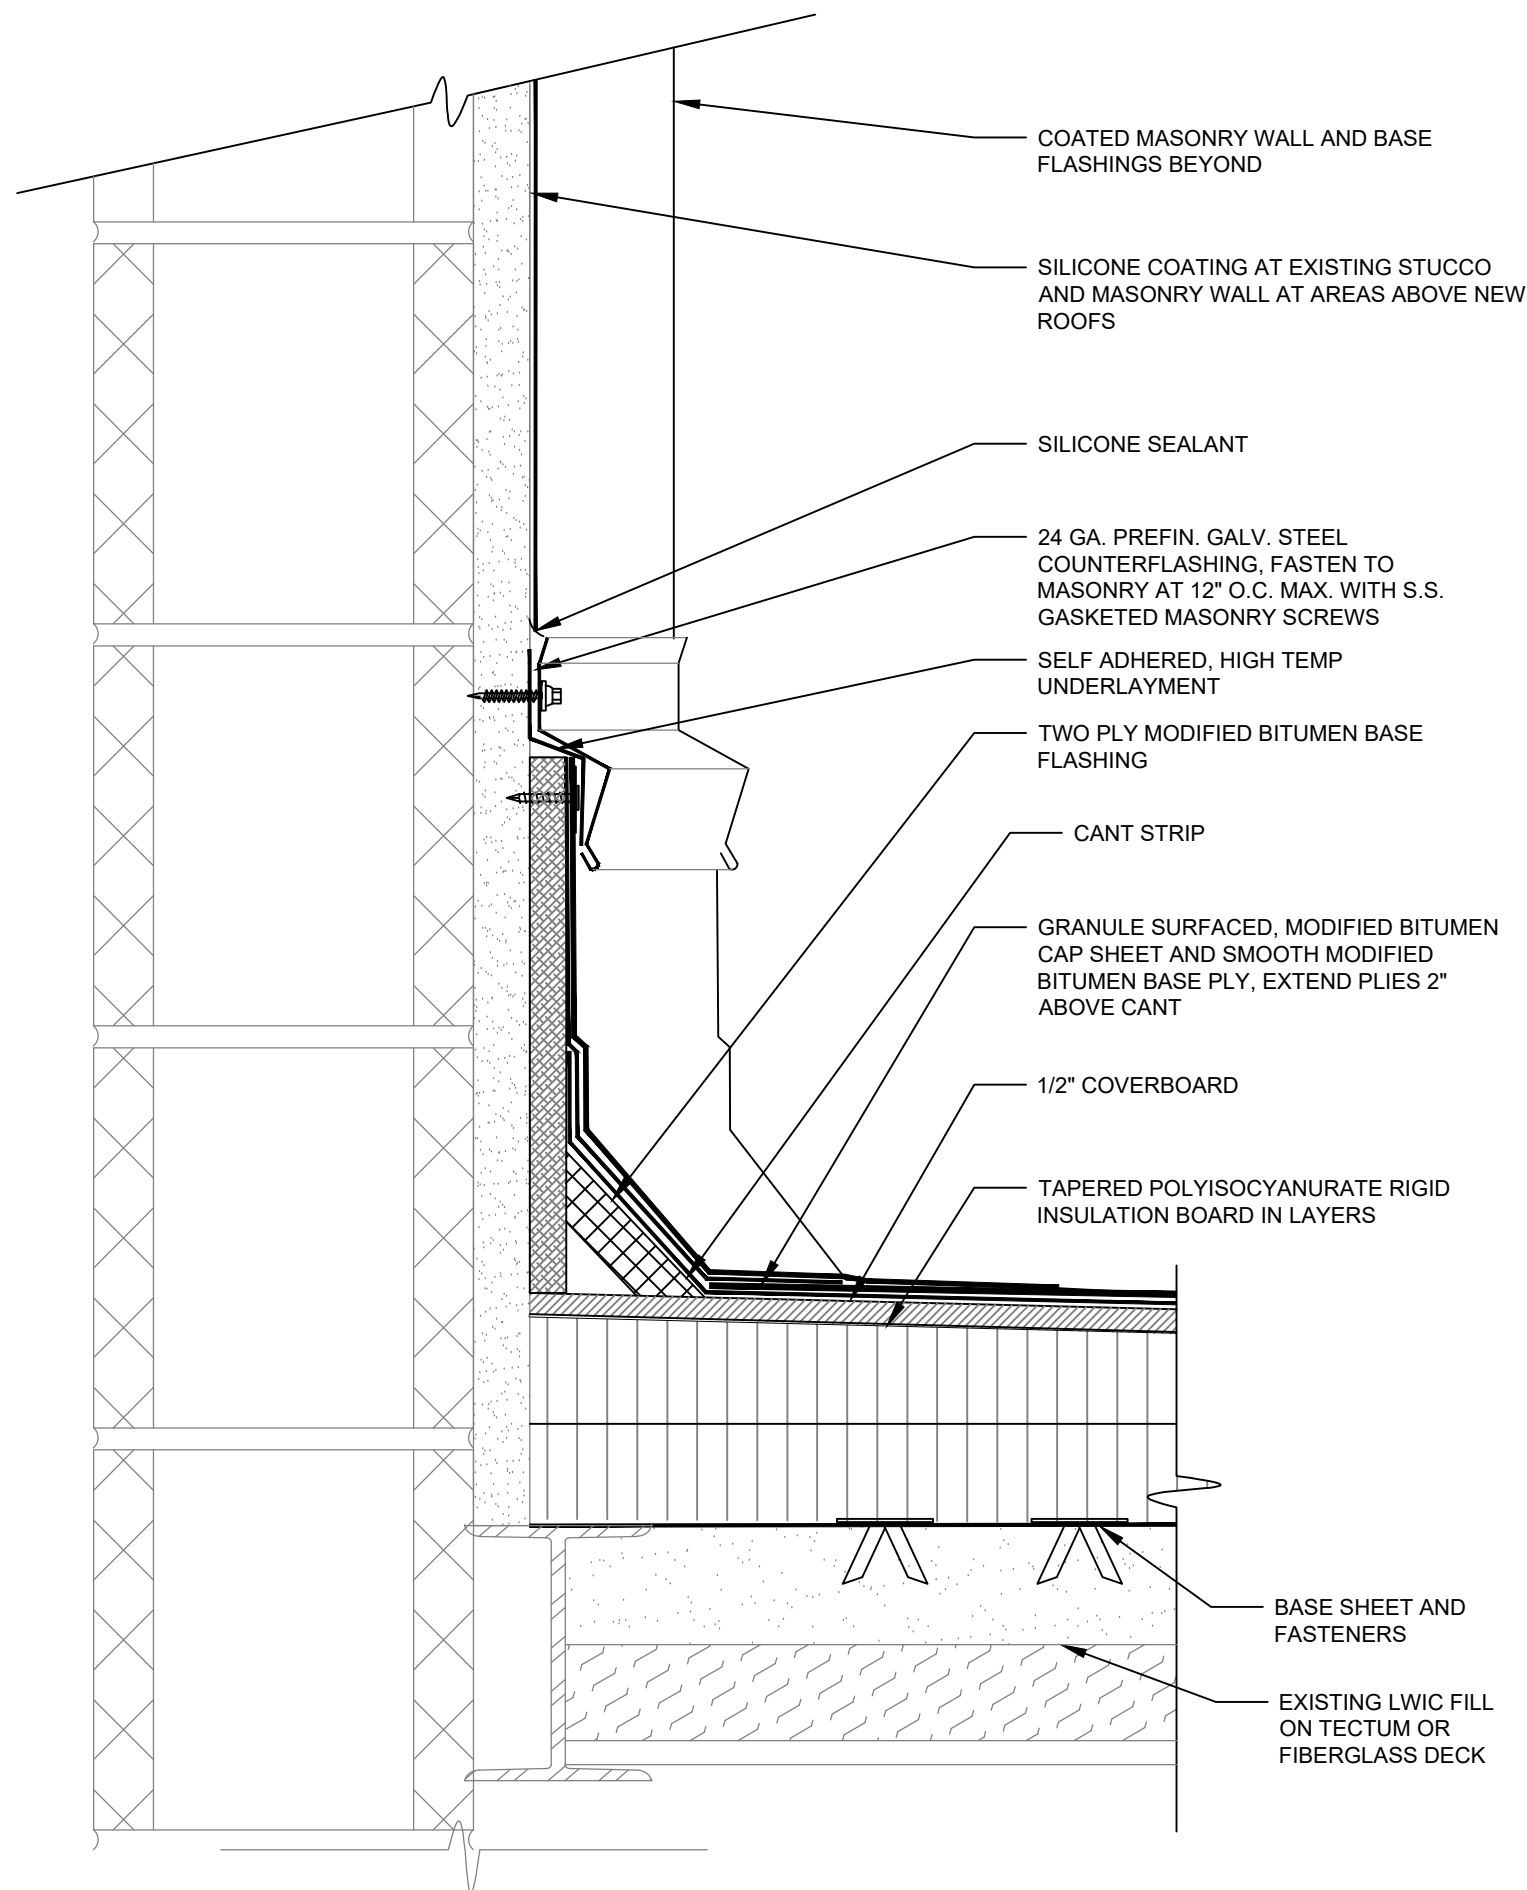 COATED MASONRY WALL AND BASE
FLASHINGS BEYOND
SILICONE COATING AT EXISTING STUCCO
AND MASONRY WALL AT AREAS ABOVE NEW
ROOFS
SILICONE SEALANT
24 GA. PREFIN. GALV. STEEL
COUNTERFLASHING, FASTEN TO
MASONRY AT 12" O.C. MAX. WITH S.S.
GASKETED MASONRY SCREWS
SELF ADHERED, HIGH TEMP
UNDERLAYMENT
TWO PLY MODIFIED BITUMEN BASE
FLASHING
CANT STRIP
GRANULE SURFACED, MODIFIED BITUMEN
CAP SHEET AND SMOOTH MODIFIED
BITUMEN BASE PLY, EXTEND PLIES 2"
ABOVE CANT
1/2" COVERBOARD
TAPERED POLYISOCYANURATE RIGID
INSULATION BOARD IN LAYERS
BASE SHEET AND
FASTENERS
EXISTING LWIC FILL
ON TECTUM OR
FIBERGLASS DECK